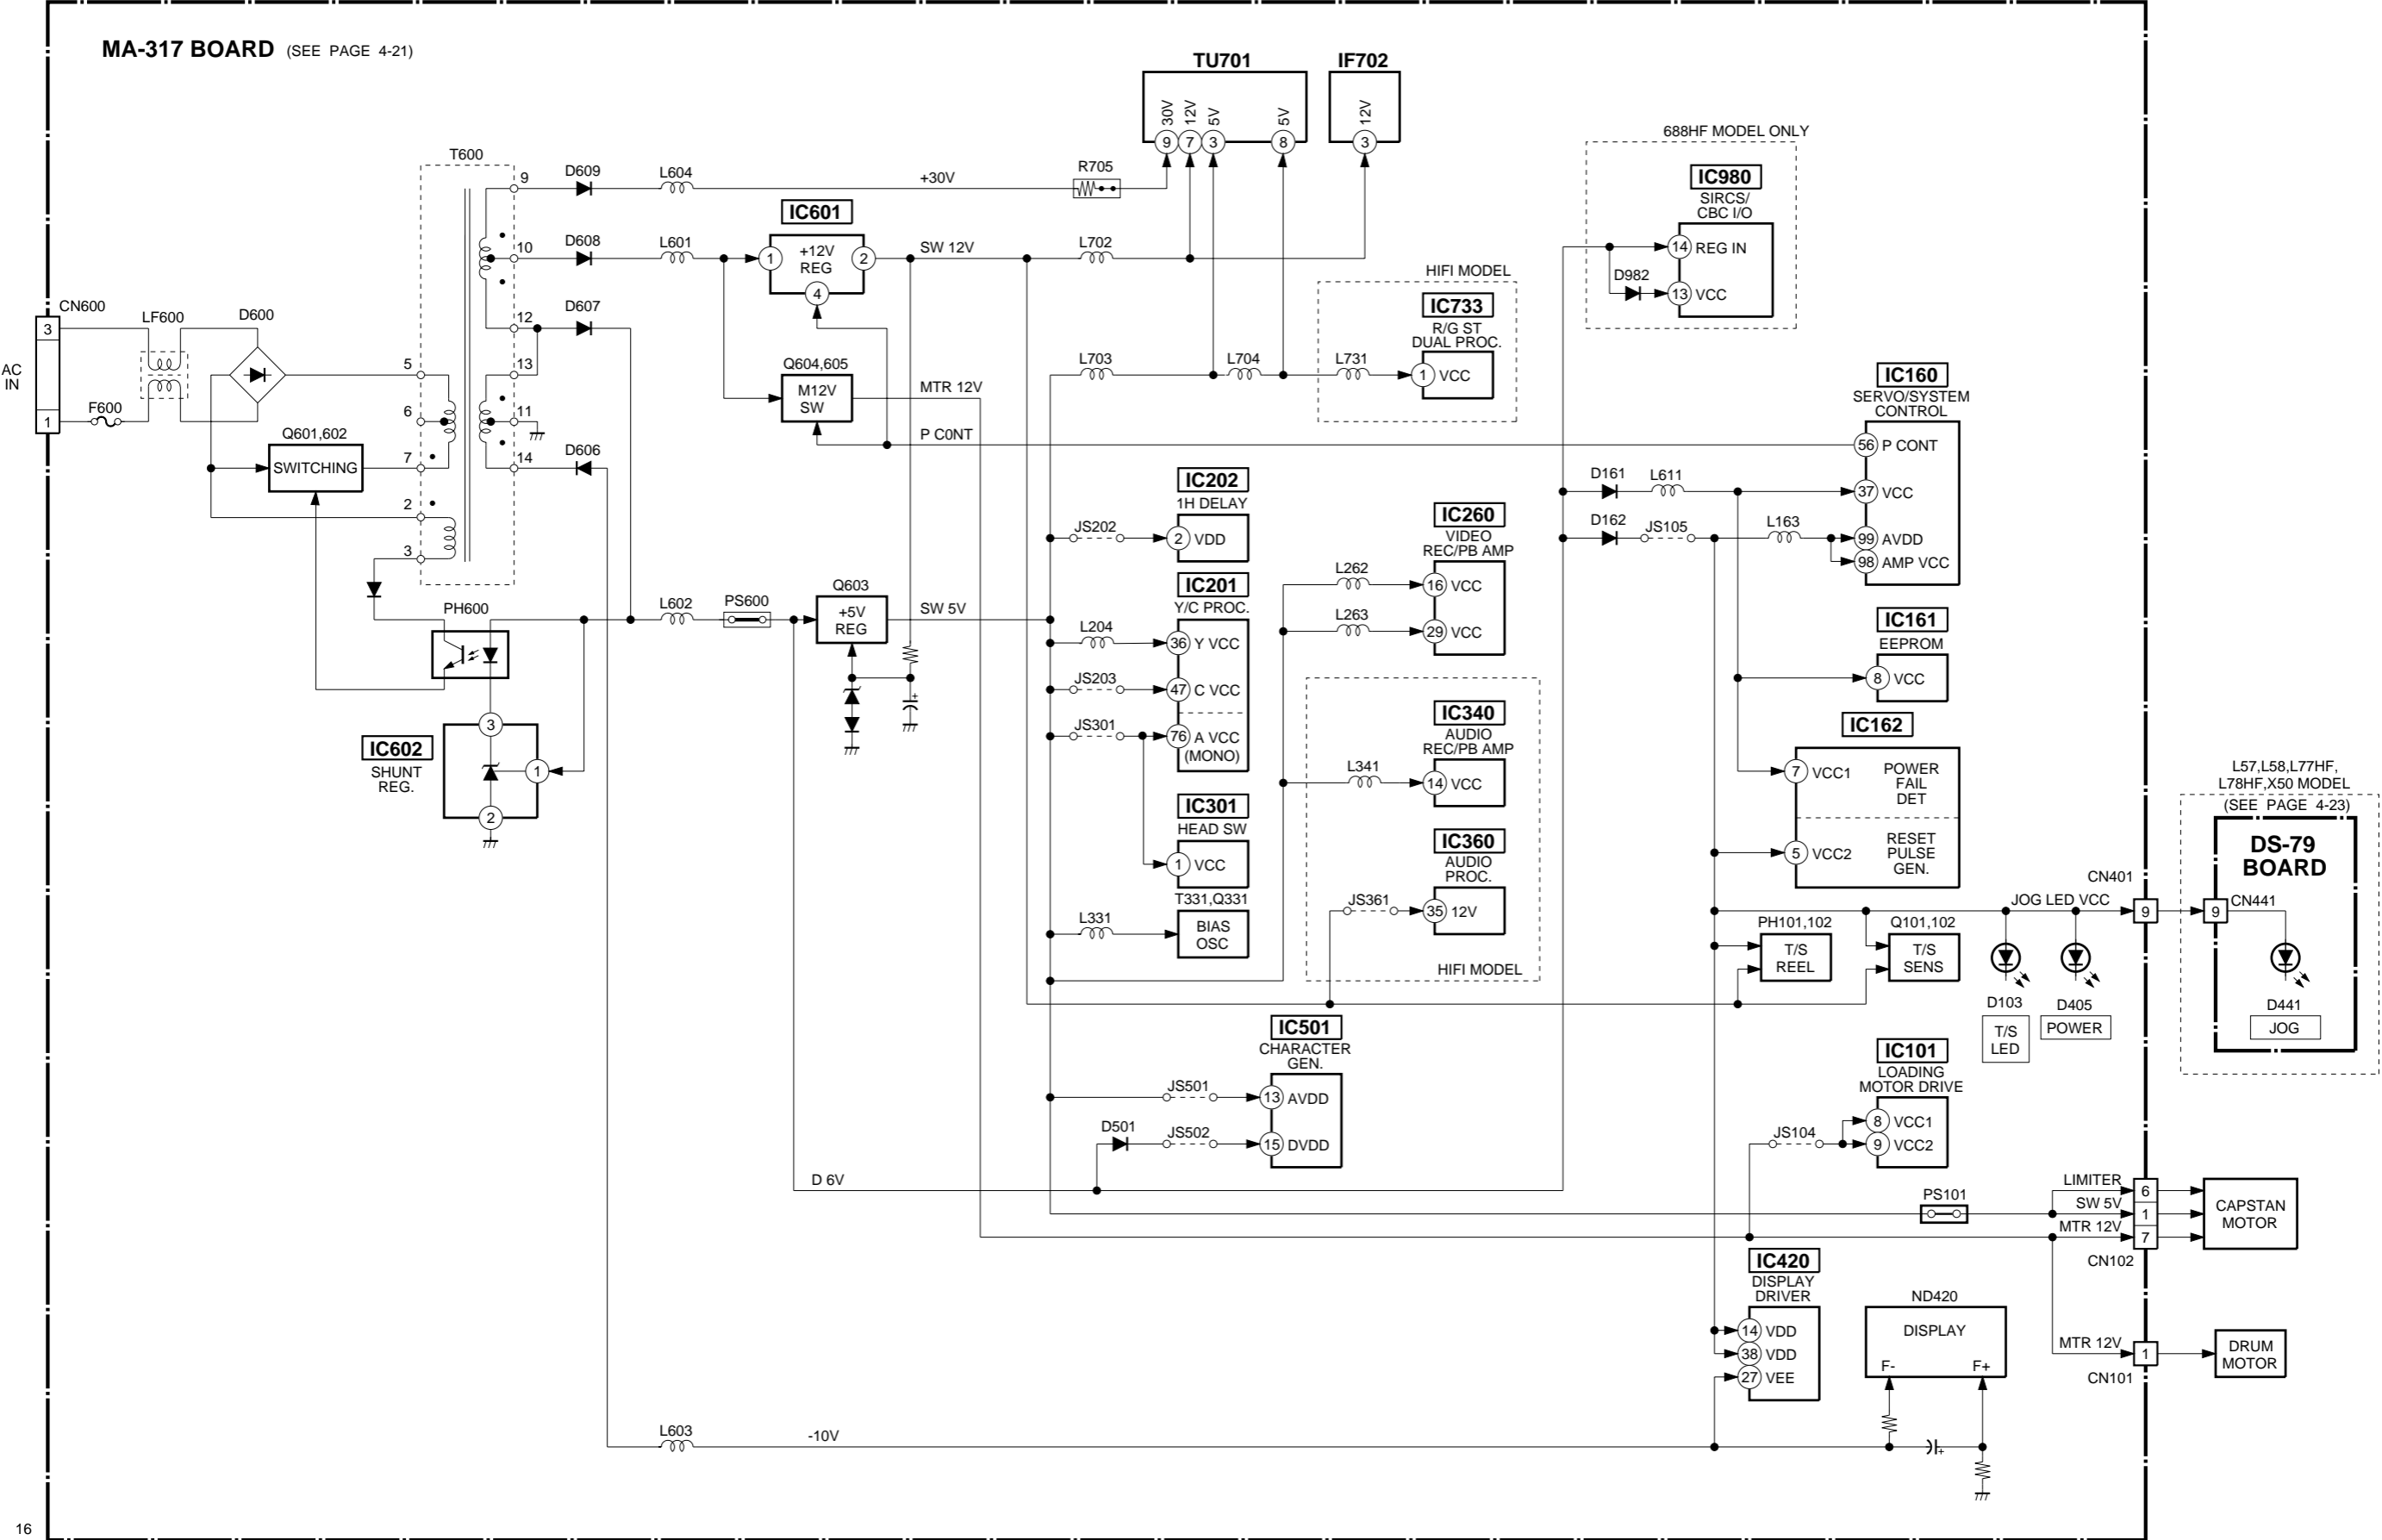 MA-317 BOARD (SEE PAGE 4-21)
TU701
IF702
30V
12V
5V
5V
12V
9
7
3
8
3
688HF MODEL ONLY
IC980
SIRCS/
CBC I/O
14 REG IN
D982
13 VCC
T600
9
D609
L604
+30V
R705
IC601
10
D608
L601
1
+12V
REG
2
4
SW 12V
L702
HIFI MODEL
IC733
R/G ST
DUAL PROC.
L703
L704
L731
1 VCC
12
D607
CN600
3
LF600
D600
AC
IN
F600
1
5
13
6
11
7
14
D606
2
3
Q601,602
SWITCHING
Q604,605
M12V
SW
MTR 12V
P C0NT
IC160
SERVO/SYSTEM
CONTROL
56 P CONT
D161
L611
37 VCC
D162
JS105
L163
99 AVDD
98 AMP VCC
IC202
1H DELAY
JS202
2 VDD
IC260
VIDEO
REC/PB AMP
L262
16 VCC
L263
29 VCC
IC201
Y/C PROC.
L204
36 Y VCC
JS203
47 C VCC
JS301
76 A VCC
(MONO)
PH600
L602
PS600
Q603
+5V
REG
SW 5V
IC161
EEPROM
8 VCC
IC602
SHUNT
REG.
3
1
2
IC340
AUDIO
REC/PB AMP
L341
14 VCC
IC162
7 VCC1
POWER
FAIL
DET
5 VCC2
RESET
PULSE
GEN.
L57,L58,L77HF,
L78HF,X50 MODEL
(SEE PAGE 4-23)
DS-79
BOARD
IC301
HEAD SW
1 VCC
IC360
AUDIO
PROC.
JS361
35 12V
HIFI MODEL
T331,Q331
L331
BIAS
OSC
CN401
JOG LED VCC
9
9
CN441
PH101,102
T/S
REEL
Q101,102
T/S
SENS
D103
T/S
LED
D405
POWER
D441
JOG
IC501
CHARACTER
GEN.
JS501
13 AVDD
D501
JS502
15 DVDD
D 6V
IC101
LOADING
MOTOR DRIVE
JS104
8 VCC1
9 VCC2
PS101
LIMITER
6
SW 5V
1
MTR 12V
7
CN102
CAPSTAN
MOTOR
IC420
DISPLAY
DRIVER
14 VDD
38 VDD
27 VEE
ND420
DISPLAY
F-
F+
MTR 12V
1
CN101
DRUM
MOTOR
L603
-10V
16